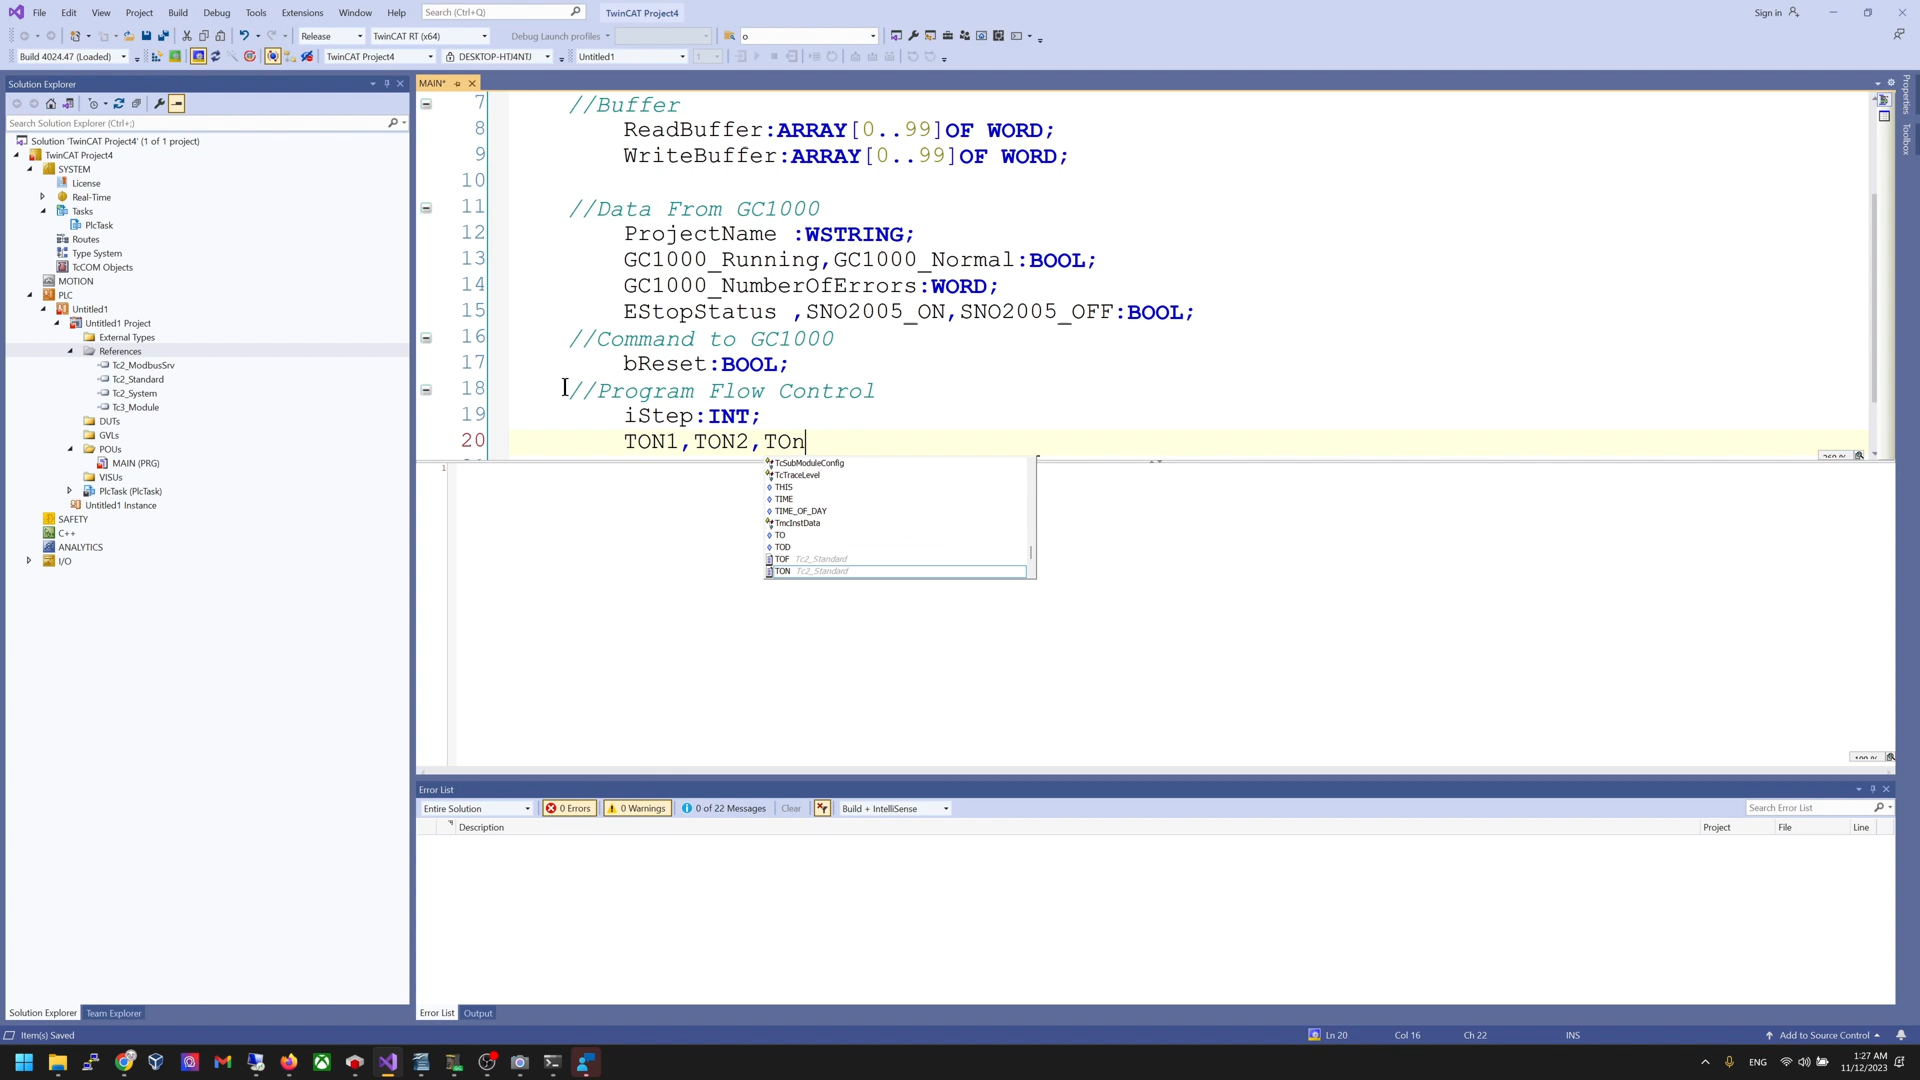 File Edit View Project Build Debug Tools Extensions Window Help Search (Ctrl+Q) TwinCAT Project4 Sign in
Release TwinCAT RT (x64) Debug Launch profiles o
Build 4024.47 (Loaded) TwinCAT Project4 DESKTOP-HTJ4NTJ Untitled1 1
Solution Explorer
Search Solution Explorer (Ctrl+;)
Solution 'TwinCAT Project4' (1 of 1 project)
TwinCAT Project4
SYSTEM
License
Real-Time
Tasks
PlcTask
Routes
Type System
TcCOM Objects
MOTION
PLC
Untitled1
Untitled1 Project
External Types
References
Tc2_ModbusSrv
Tc2_Standard
Tc2_System
Tc3_Module
DUTs
GVLs
POUs
MAIN (PRG)
VISUs
PlcTask (PlcTask)
Untitled1 Instance
SAFETY
C++
ANALYTICS
I/O
Solution Explorer Team Explorer
MAIN*
7 //Buffer
8 ReadBuffer:ARRAY[0..99]OF WORD;
9 WriteBuffer:ARRAY[0..99]OF WORD;
10
11 //Data From GC1000
12 ProjectName :WSTRING;
13 GC1000_Running,GC1000_Normal:BOOL;
14 GC1000_NumberOfErrors:WORD;
15 EStopStatus ,SNO2005_ON,SNO2005_OFF:BOOL;
16 //Command to GC1000
17 bReset:BOOL;
18 //Program Flow Control
19 iStep:INT;
20 TON1,TON2,TOn
TcSubModuleConfig
TcTraceLevel
THIS
TIME
TIME_OF_DAY
TmcInstData
TO
TOD
TOF Tc2_Standard
TON Tc2_Standard
1
Properties
Toolbox
Error List
Entire Solution 0 Errors 0 Warnings 0 of 22 Messages Clear Build + IntelliSense Search Error List
Description Project File Line
Error List Output
Item(s) Saved Ln 20 Col 16 Ch 22 INS Add to Source Control
ENG 1:27 AM
11/12/2023